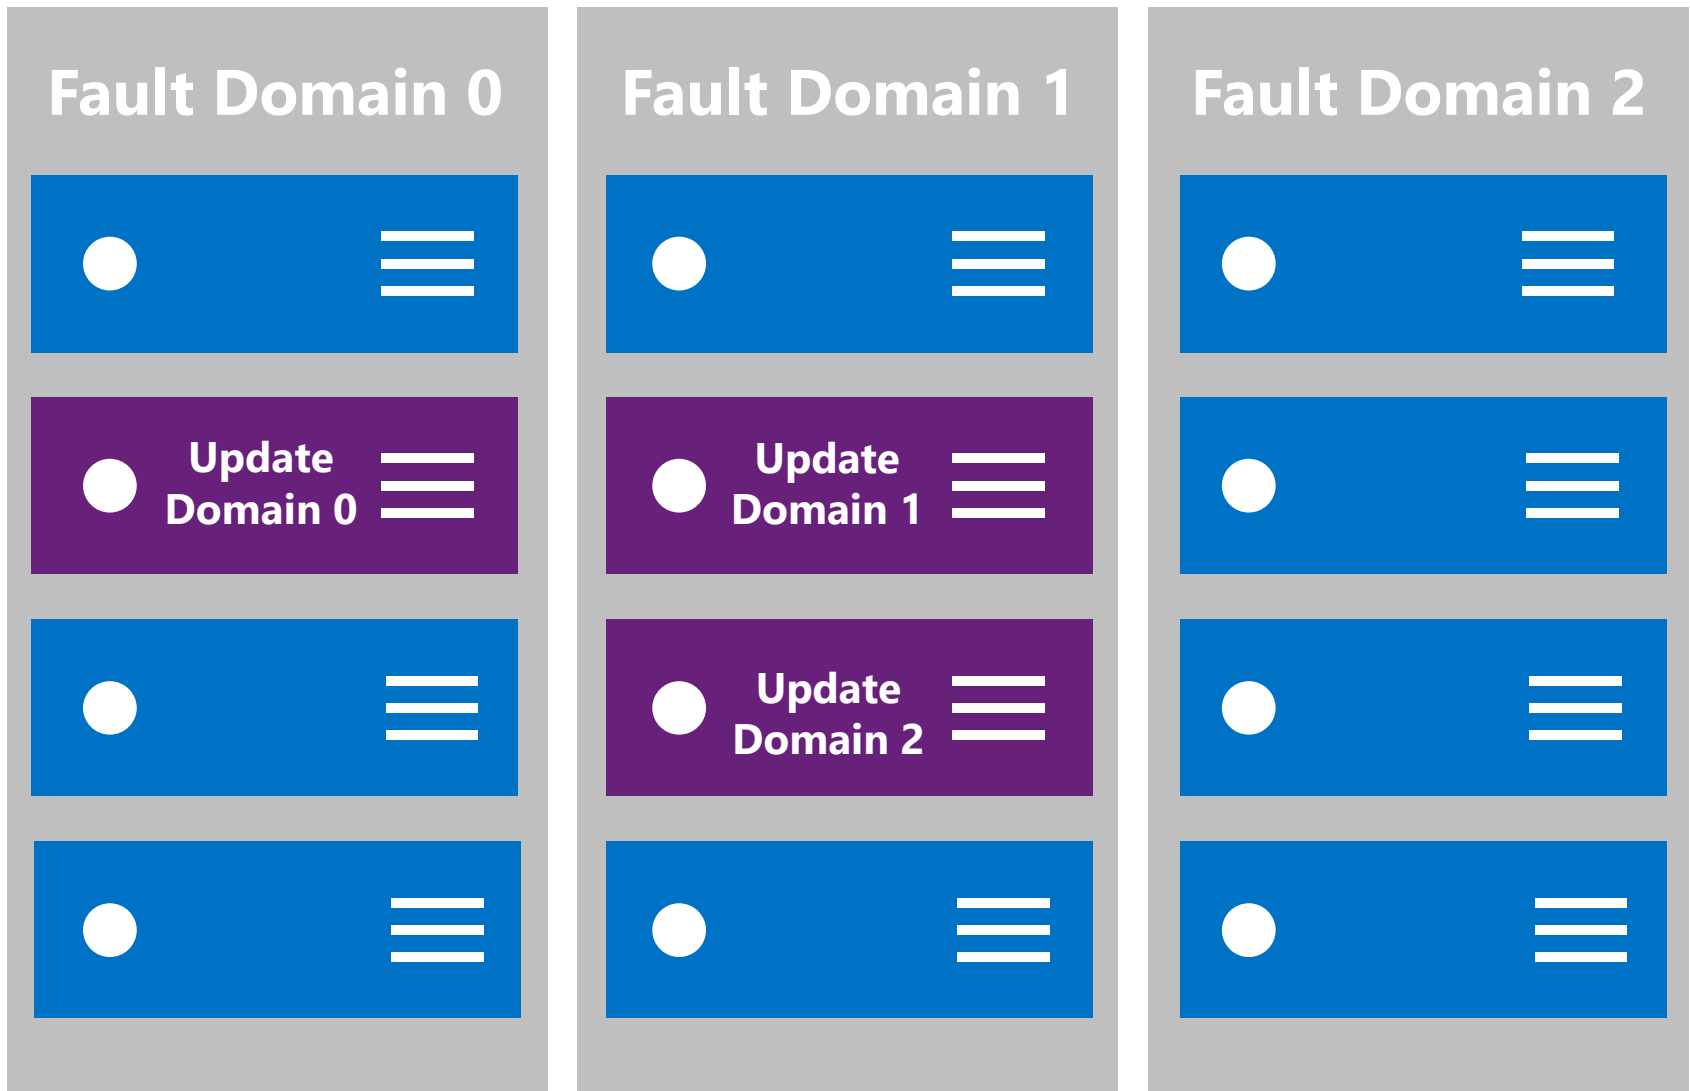 Fault Domain 0
Fault Domain 1
Fault Domain 2
Update
Domain 0
Update
Domain 1
Update
Domain 2